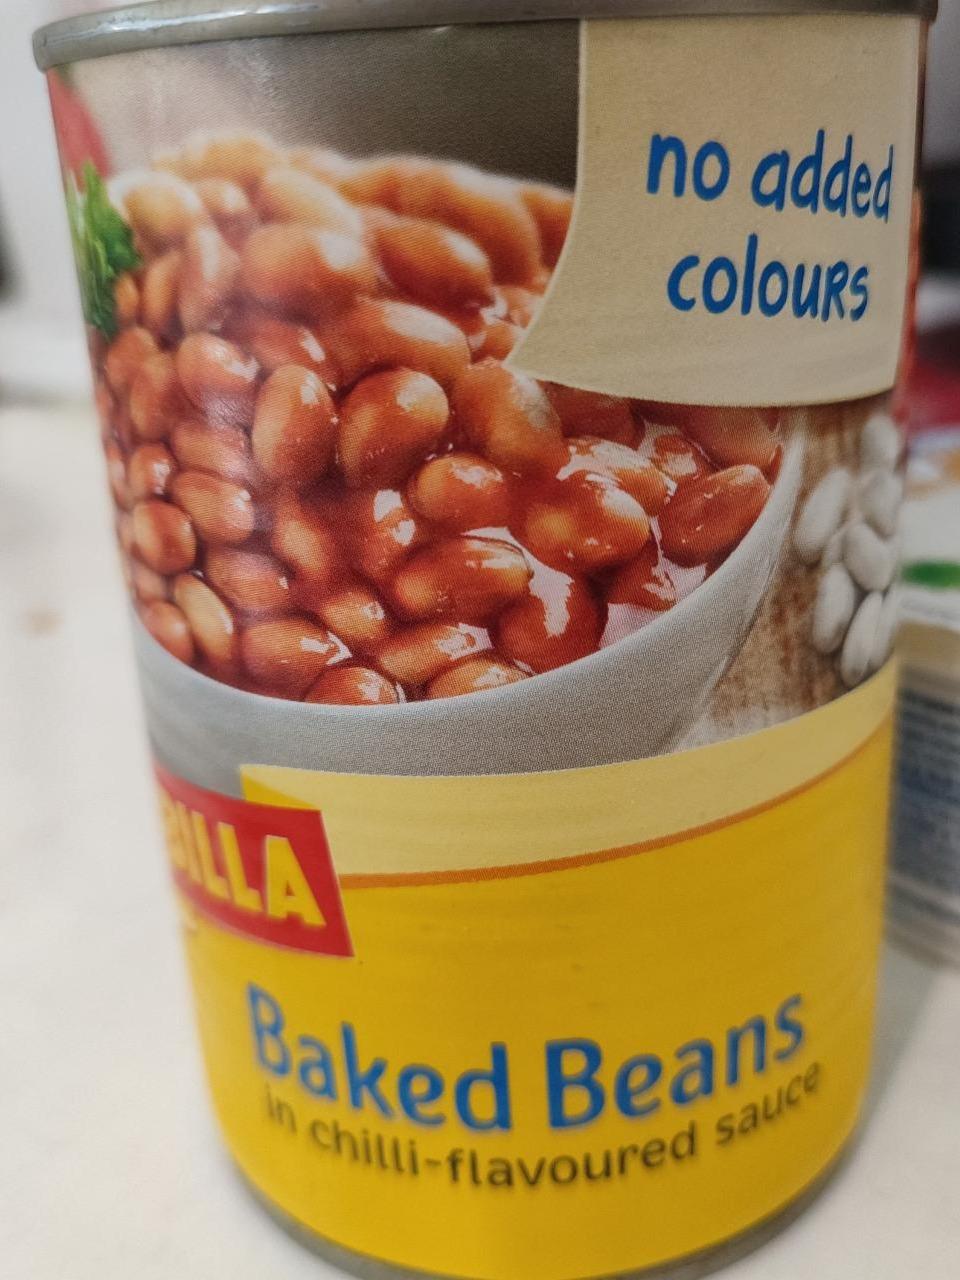 no added
colours
BILLA
Baked Beans
in chilli-flavoured sauce